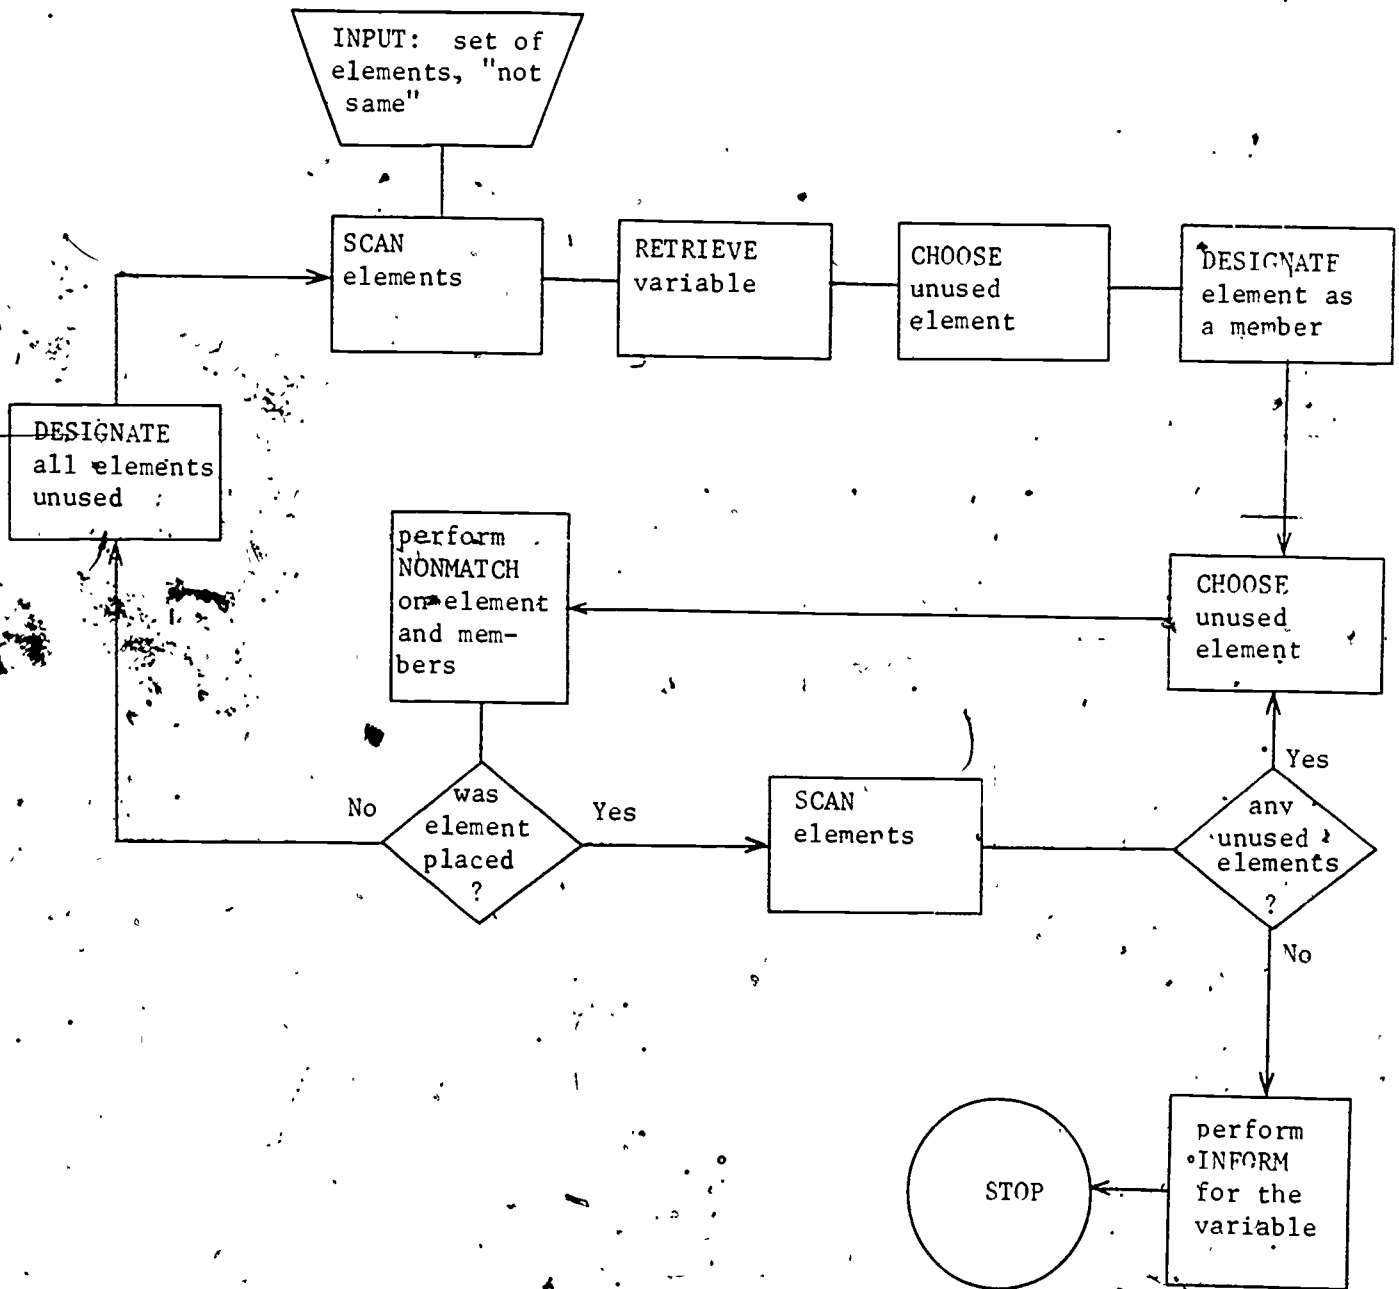 INPUT: set of
elements, "not
same"
SCAN
elements
RETRIEVE
variable
CHOOSE
unused
element
DESIGNATE
element as
a member
DESIGNATE
all elements
unused
perform
NONMATCH
on element
and mem-
bers
CHOOSE
unused
element
was
element
placed
?
No
Yes
SCAN
elements
any
unused
elements
?
Yes
No
perform
INFORM
for the
variable
STOP